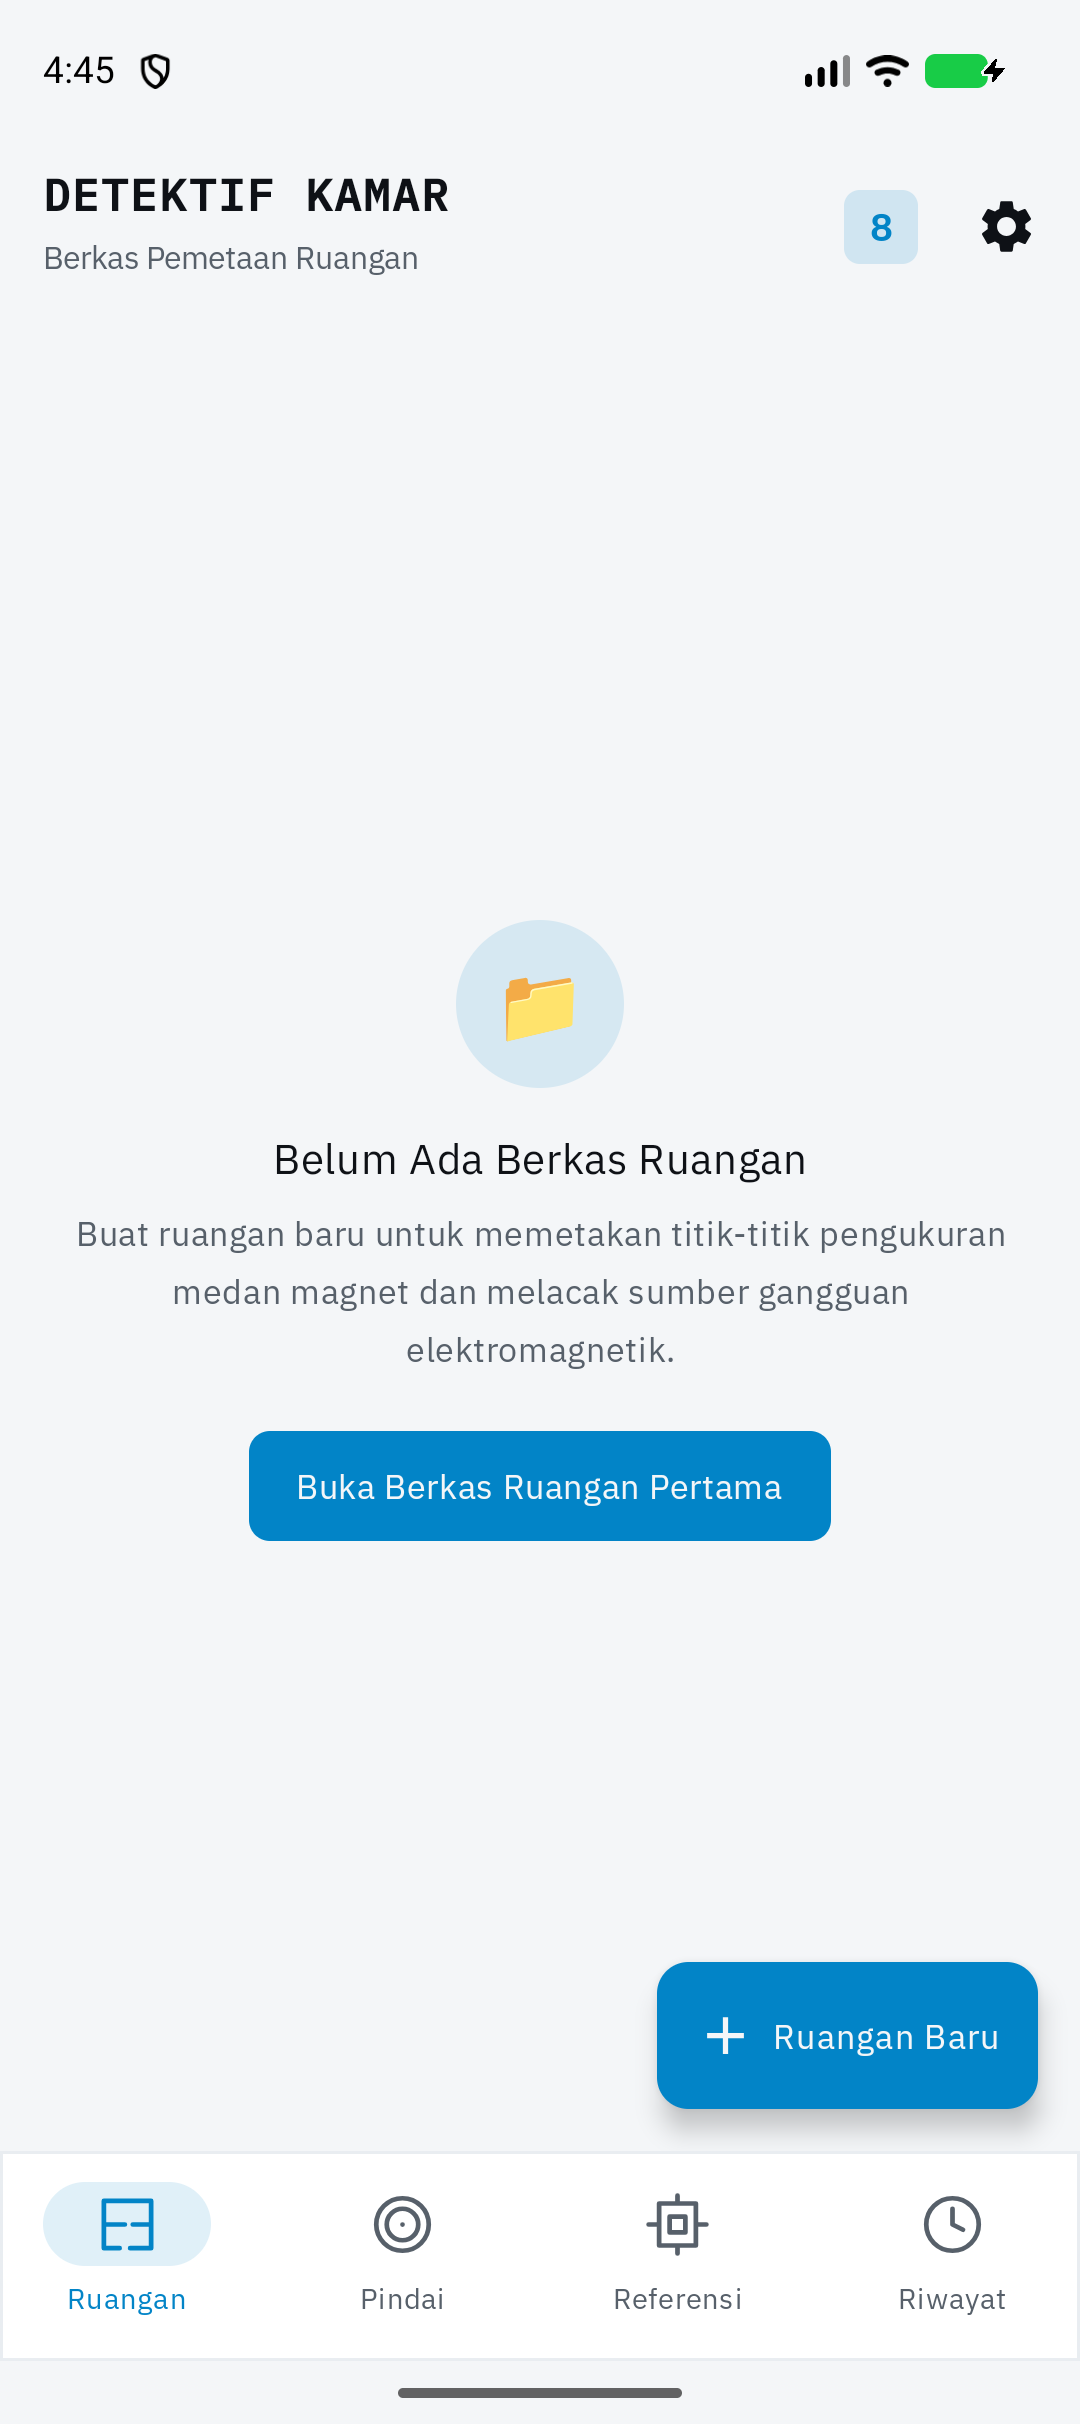 4:45
DETEKTIF KAMAR
Berkas Pemetaan Ruangan
8
Belum Ada Berkas Ruangan
Buat ruangan baru untuk memetakan titik-titik pengukuran
medan magnet dan melacak sumber gangguan
elektromagnetik.
Buka Berkas Ruangan Pertama
Ruangan Baru
Ruangan
Pindai
Referensi
Riwayat